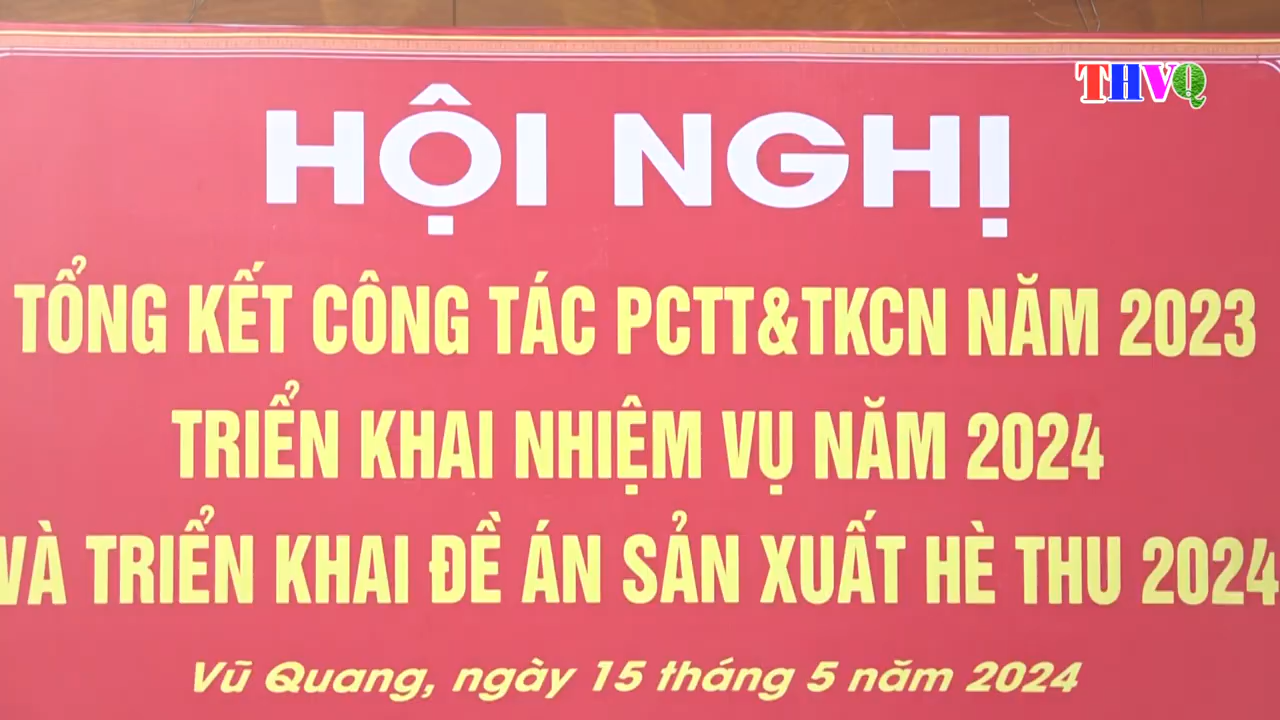 THVQ
HỘI NGHỊ
TỔNG KẾT CÔNG TÁC PCTT&TKCN NĂM 2023
TRIỂN KHAI NHIỆM VỤ NĂM 2024
VÀ TRIỂN KHAI ĐỀ ÁN SẢN XUẤT HÈ THU 2024
Vũ Quang, ngày 15 tháng 5 năm 2024